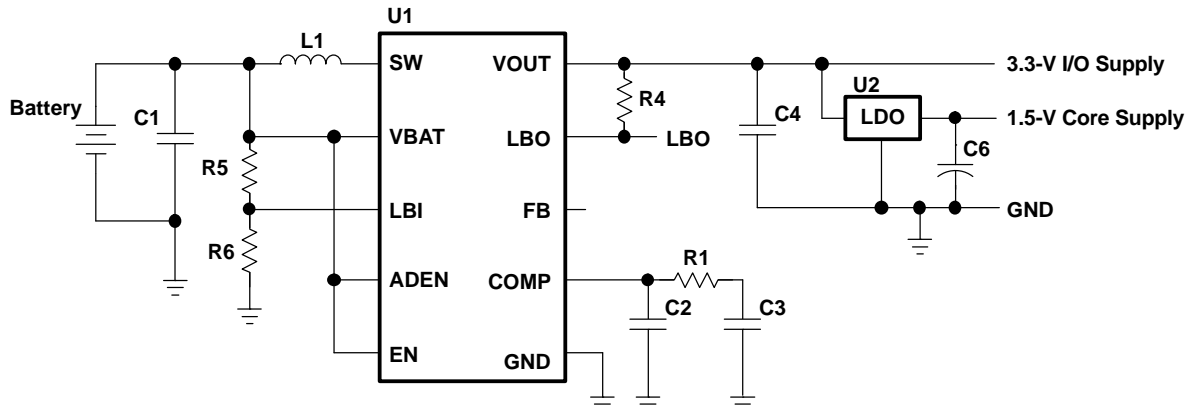 U1
L1
SW
VOUT
3.3-V I/O Supply
Battery
C1
R4
C4
U2
LDO
1.5-V Core Supply
VBAT
LBO
LBO
C6
R5
LBI
FB
GND
R6
R1
ADEN
COMP
C2
C3
EN
GND